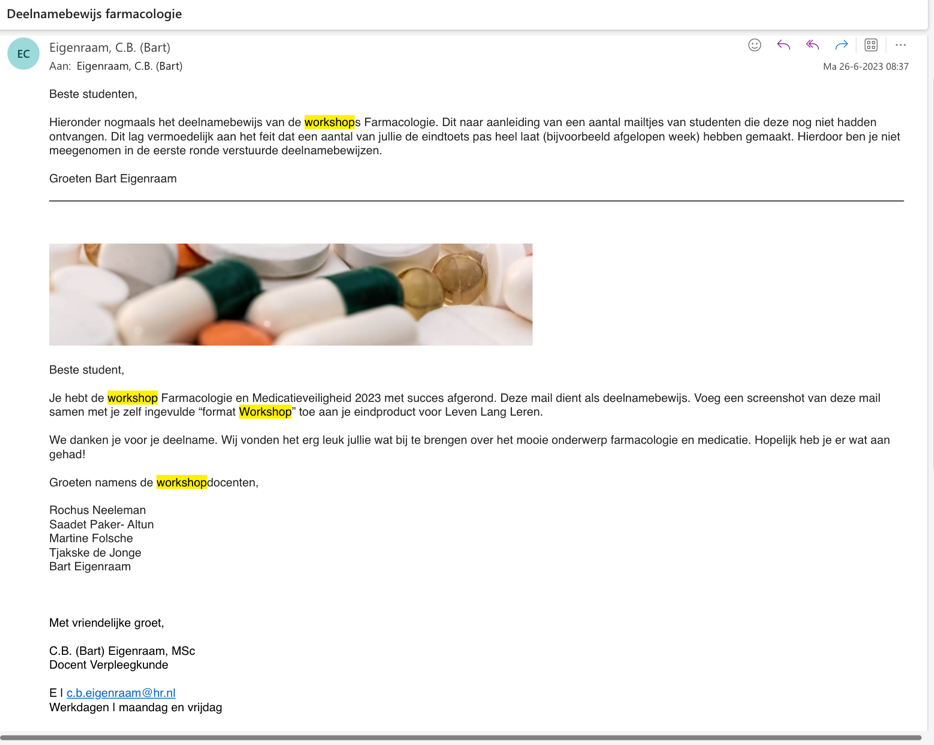 Deelnamebewijs farmacologie
EC
Eigenraam, C.B. (Bart)
Aan: Eigenraam, C.B. (Bart)
Ma 26-6-2023 08:37
Beste studenten,
Hieronder nogmaals het deelnamebewijs van de workshops Farmacologie. Dit naar aanleiding van een aantal mailtjes van studenten die deze nog niet hadden
ontvangen. Dit lag vermoedelijk aan het feit dat een aantal van jullie de eindtoets pas heel laat (bijvoorbeeld afgelopen week) hebben gemaakt. Hierdoor ben je niet
meegenomen in de eerste ronde verstuurde deelnamebewijzen.
Groeten Bart Eigenraam
Beste student,
Je hebt de workshop Farmacologie en Medicatieveiligheid 2023 met succes afgerond. Deze mail dient als deelnamebewijs. Voeg een screenshot van deze mail
samen met je zelf ingevulde “format Workshop” toe aan je eindproduct voor Leven Lang Leren.
We danken je voor je deelname. Wij vonden het erg leuk jullie wat bij te brengen over het mooie onderwerp farmacologie en medicatie. Hopelijk heb je er wat aan
gehad!
Groeten namens de workshopdocenten,
Rochus Neeleman
Saadet Paker- Altun
Martine Folsche
Tjakske de Jonge
Bart Eigenraam
Met vriendelijke groet,
C.B. (Bart) Eigenraam, MSc
Docent Verpleegkunde
E | c.b.eigenraam@hr.nl
Werkdagen | maandag en vrijdag